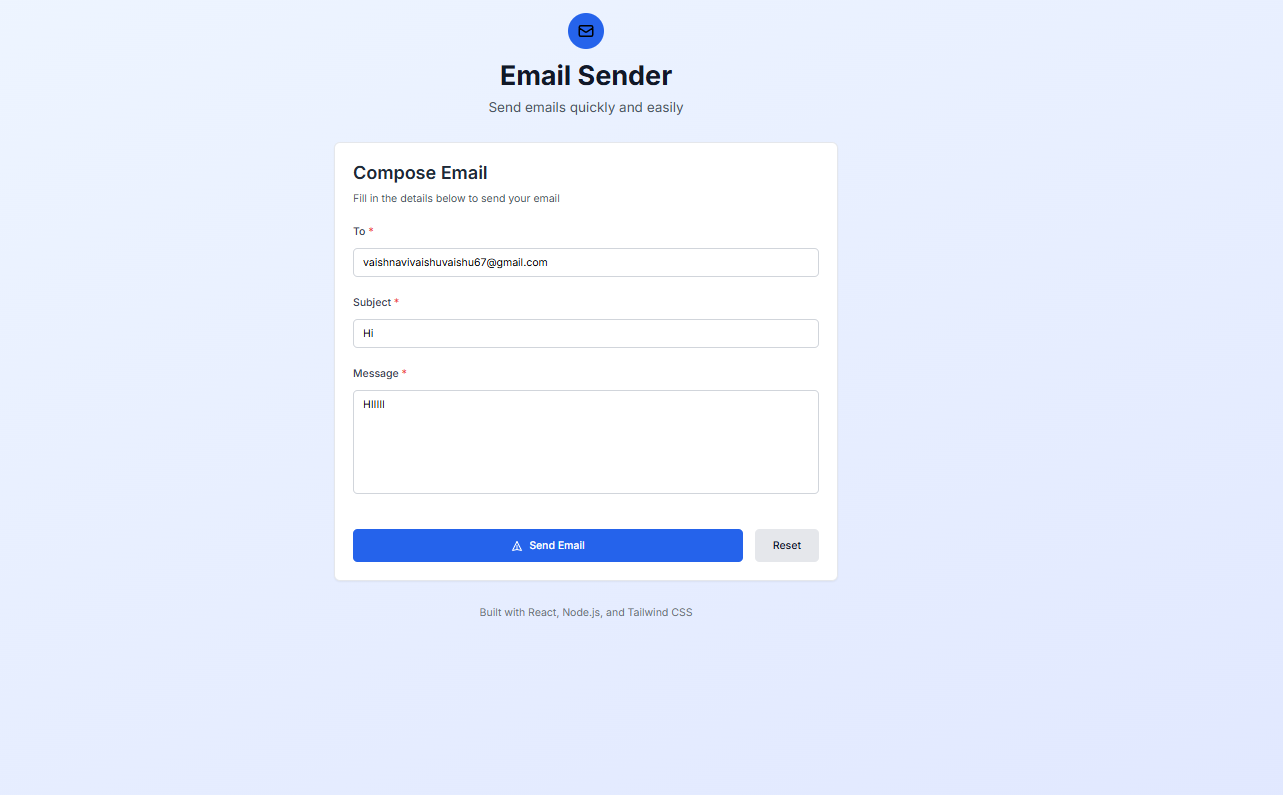 Email Sender
Send emails quickly and easily
Compose Email
Fill in the details below to send your email
To *
vaishnavivaishuvaishu67@gmail.com
Subject *
Hi
Message *
HIIIII
Send Email
Reset
Built with React, Node.js, and Tailwind CSS